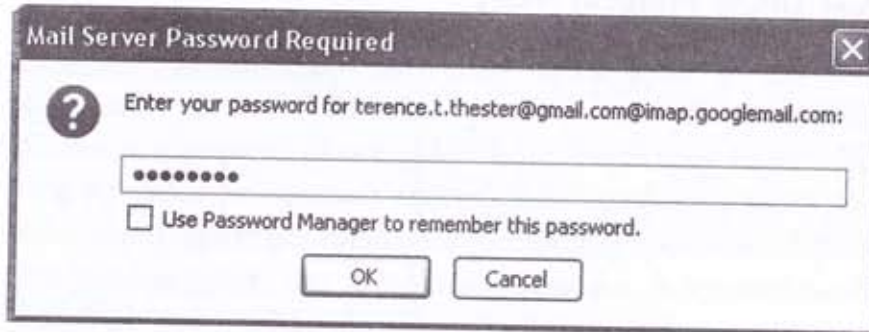 Mail Server Password Required
Enter your password for terence.t.thester@gmail.com@imap.googlemail.com:
Use Password Manager to remember this password.
OK
Cancel